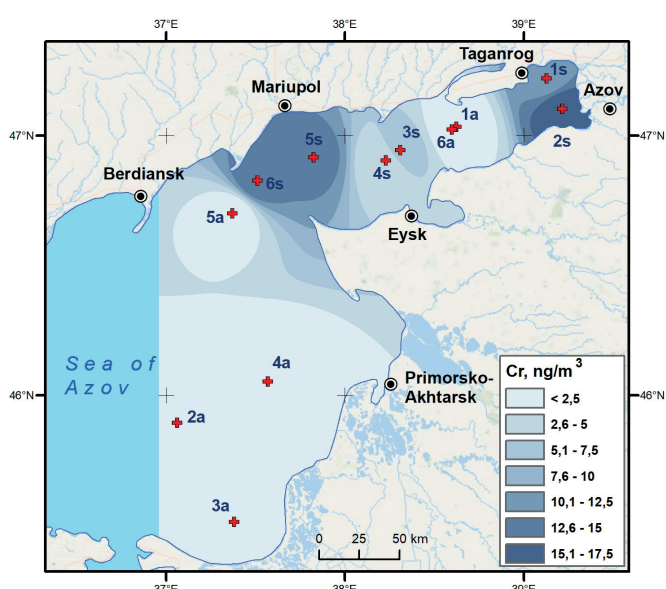 37°E 38°E 39°E
Taganrog
1s
Mariupol
Azov
1a
47°N 47°N
5s 3s
6a 2s
4s
Berdiansk
6s
5a
Eysk
4a
Sea of
Azov
Primorsko-
Akhtarsk
46°N 46°N
2a
3a
0 25 50 km
Cr, ng/m3
< 2,5
2,6 - 5
5,1 - 7,5
7,6 - 10
10,1 - 12,5
12,6 - 15
15,1 - 17,5
37°E 38°E 39°E